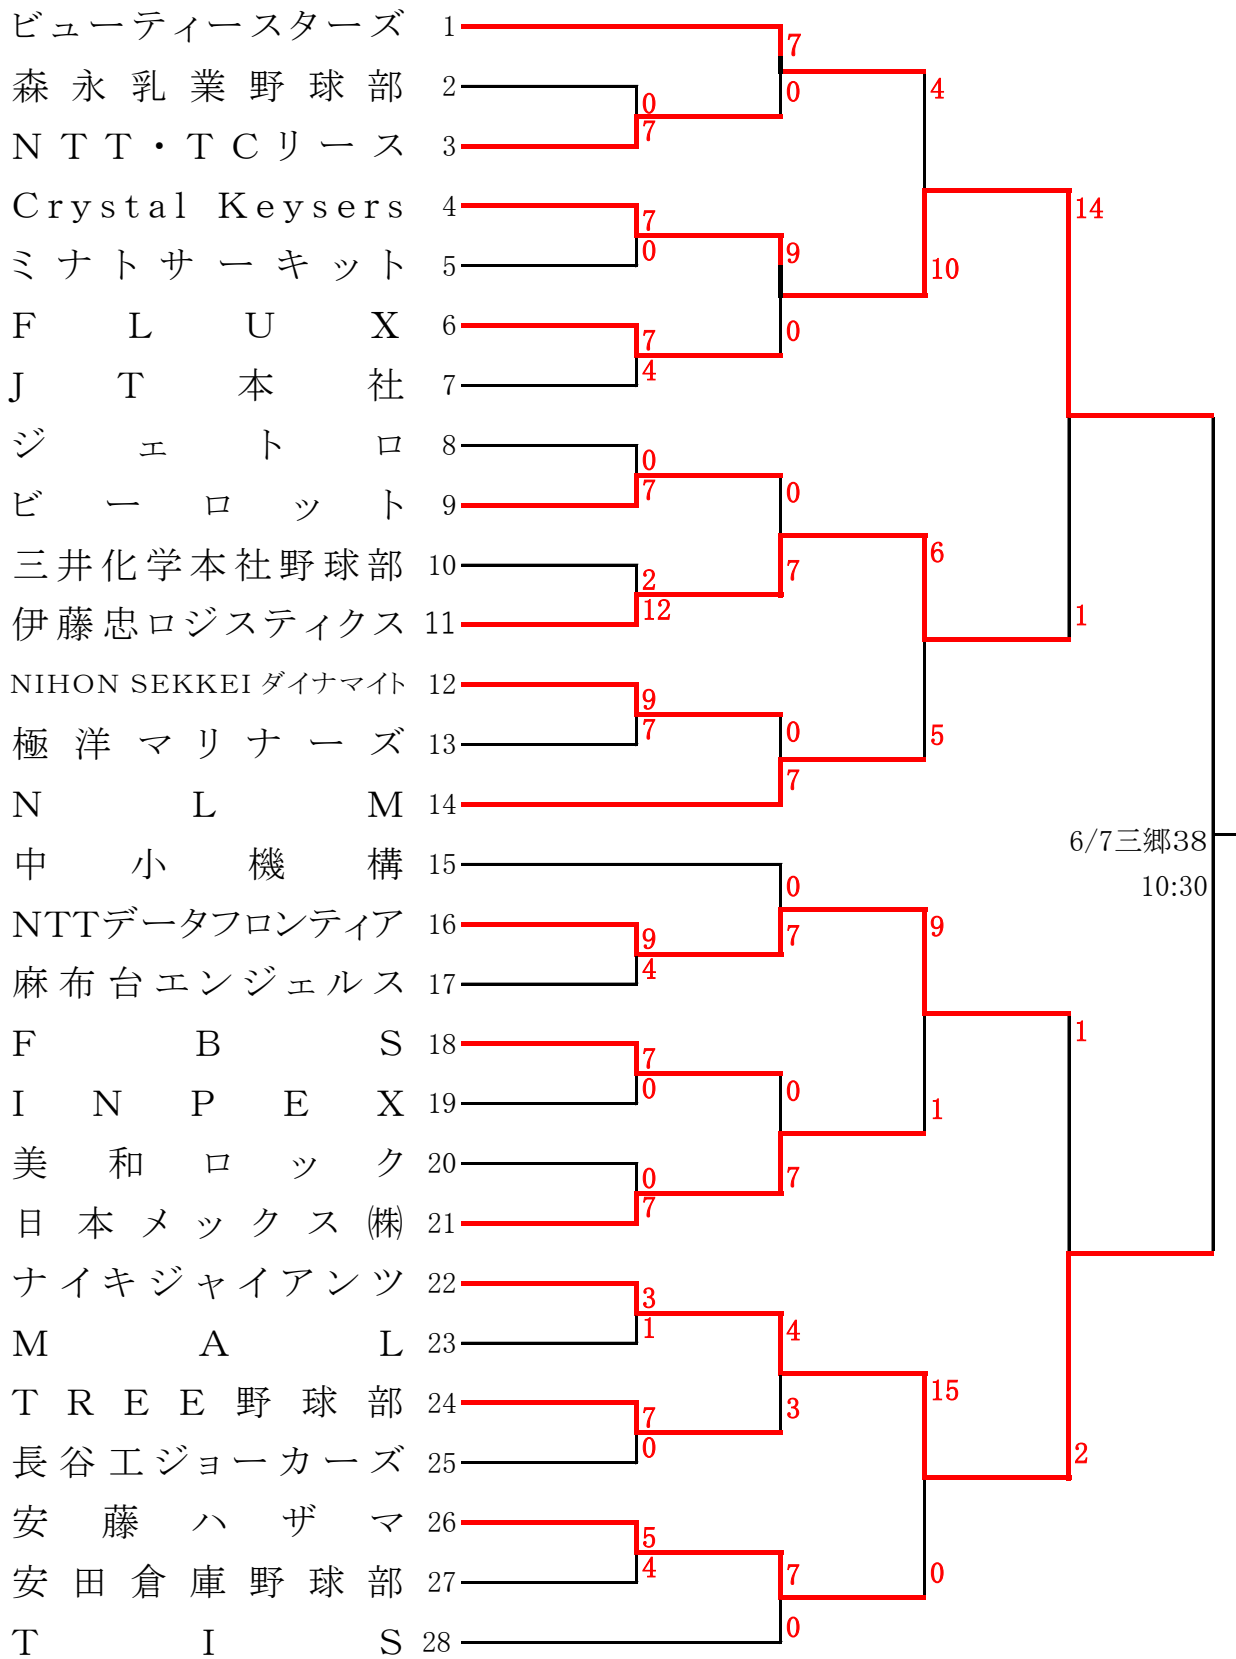 ビューティースターズ 1
7
森永乳業野球部 2
4
0
0
7
NTT・TCリース 3
Crystal Keysers 4
14
7
0
9
10
ミナトサーキット 5
FLUX 6
7
0
4
JT本社 7
ジェトロ 8
0
7
0
ビーロット 9
6
三井化学本社野球部 10
2
7
12
伊藤忠ロジスティクス 11
1
NIHON SEKKEI ダイナマイト 12
9
7
0
5
極洋マリナーズ 13
7
NLM 14
6/7三郷38
中小機構 15
0
10:30
NTTデータフロンティア 16
9
7
9
4
麻布台エンジェルス 17
1
FBS 18
7
0
0
1
INPEX 19
美和ロック 20
0
7
7
日本メックス㈱ 21
ナイキジャイアンツ 22
3
1
4
MAL 23
15
TREE野球部 24
7
3
0
2
長谷工ジョーカーズ 25
安藤ハザマ 26
5
4
7
0
安田倉庫野球部 27
0
TIS 28